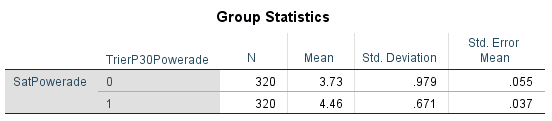 Group Statistics
TrierP30Powerade N Mean Std. Deviation Std. Error Mean
SatPowerade 0 320 3.73 .979 .055
1 320 4.46 .671 .037